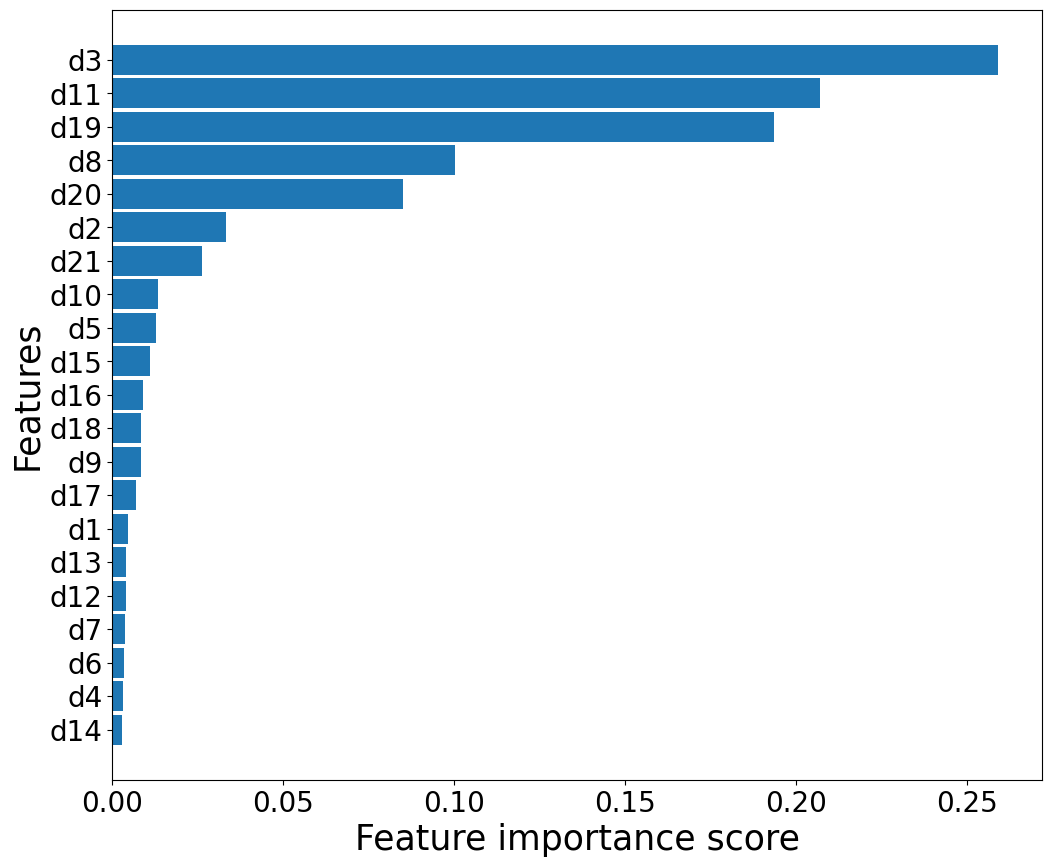 d3
d11
d19
d8
d20
d2
d21
d10
d5
d15
d16
d18
d9
d17
d1
d13
d12
d7
d6
d4
d14
Features
0.00 0.05 0.10 0.15 0.20 0.25
Feature importance score